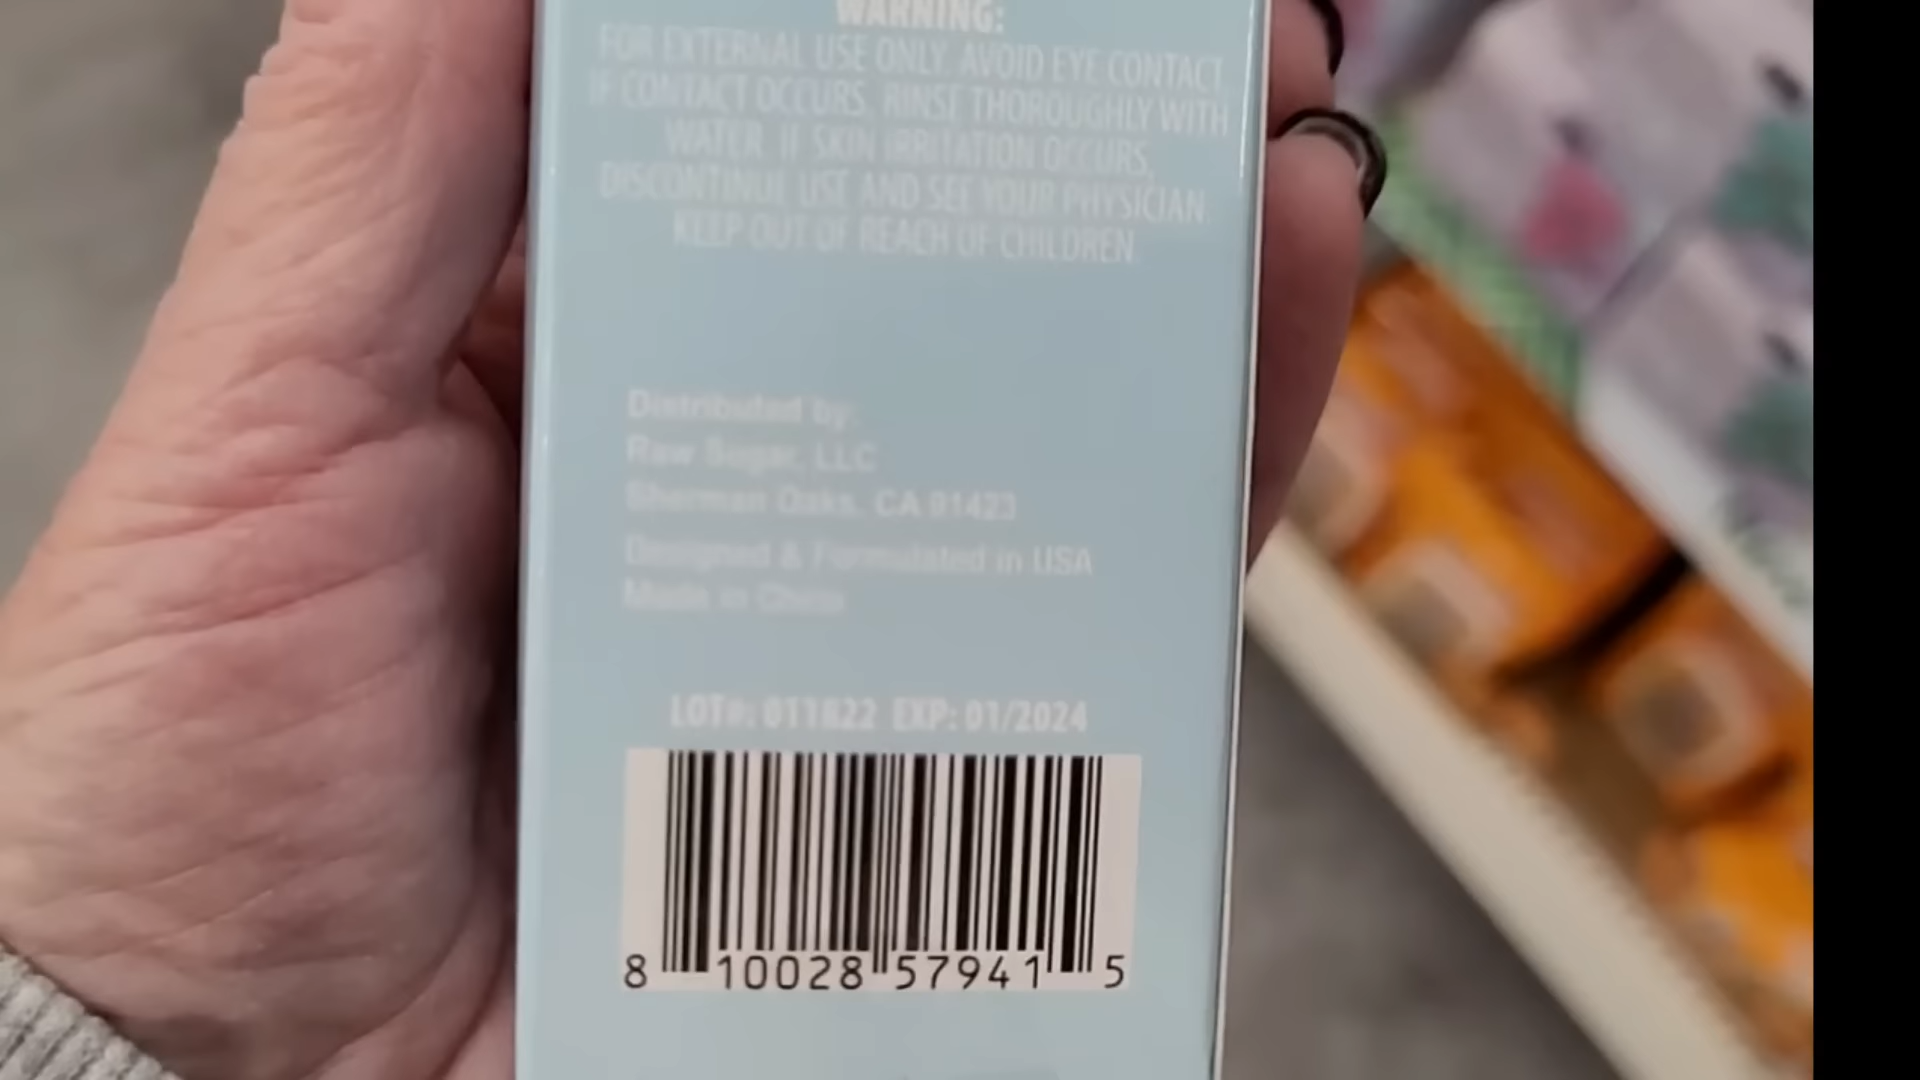 WARNING:
FOR EXTERNAL USE ONLY. AVOID EYE CONTACT.
IF CONTACT OCCURS, RINSE THOROUGHLY WITH
WATER. IF SKIN IRRITATION OCCURS,
DISCONTINUE USE AND SEE YOUR PHYSICIAN.
KEEP OUT OF REACH OF CHILDREN.
Distributed by:
Raw Sugar, LLC
Sherman Oaks, CA 91423
Designed & Formulated in USA
Made in China
LOT#: 011822 EXP: 01/2024
8 10028 57941 5